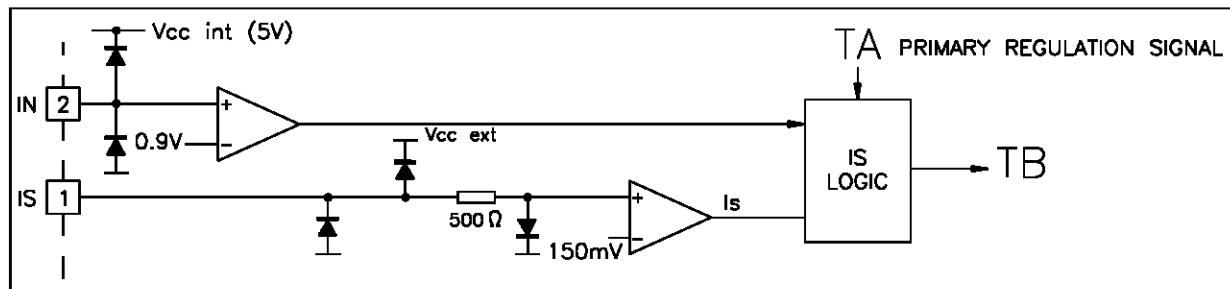 Vcc int (5V)
TA PRIMARY REGULATION SIGNAL
IN 2
+
0.9V −
Vcc ext
IS
LOGIC
TB
IS 1
500 Ω
+
Is
150mV −